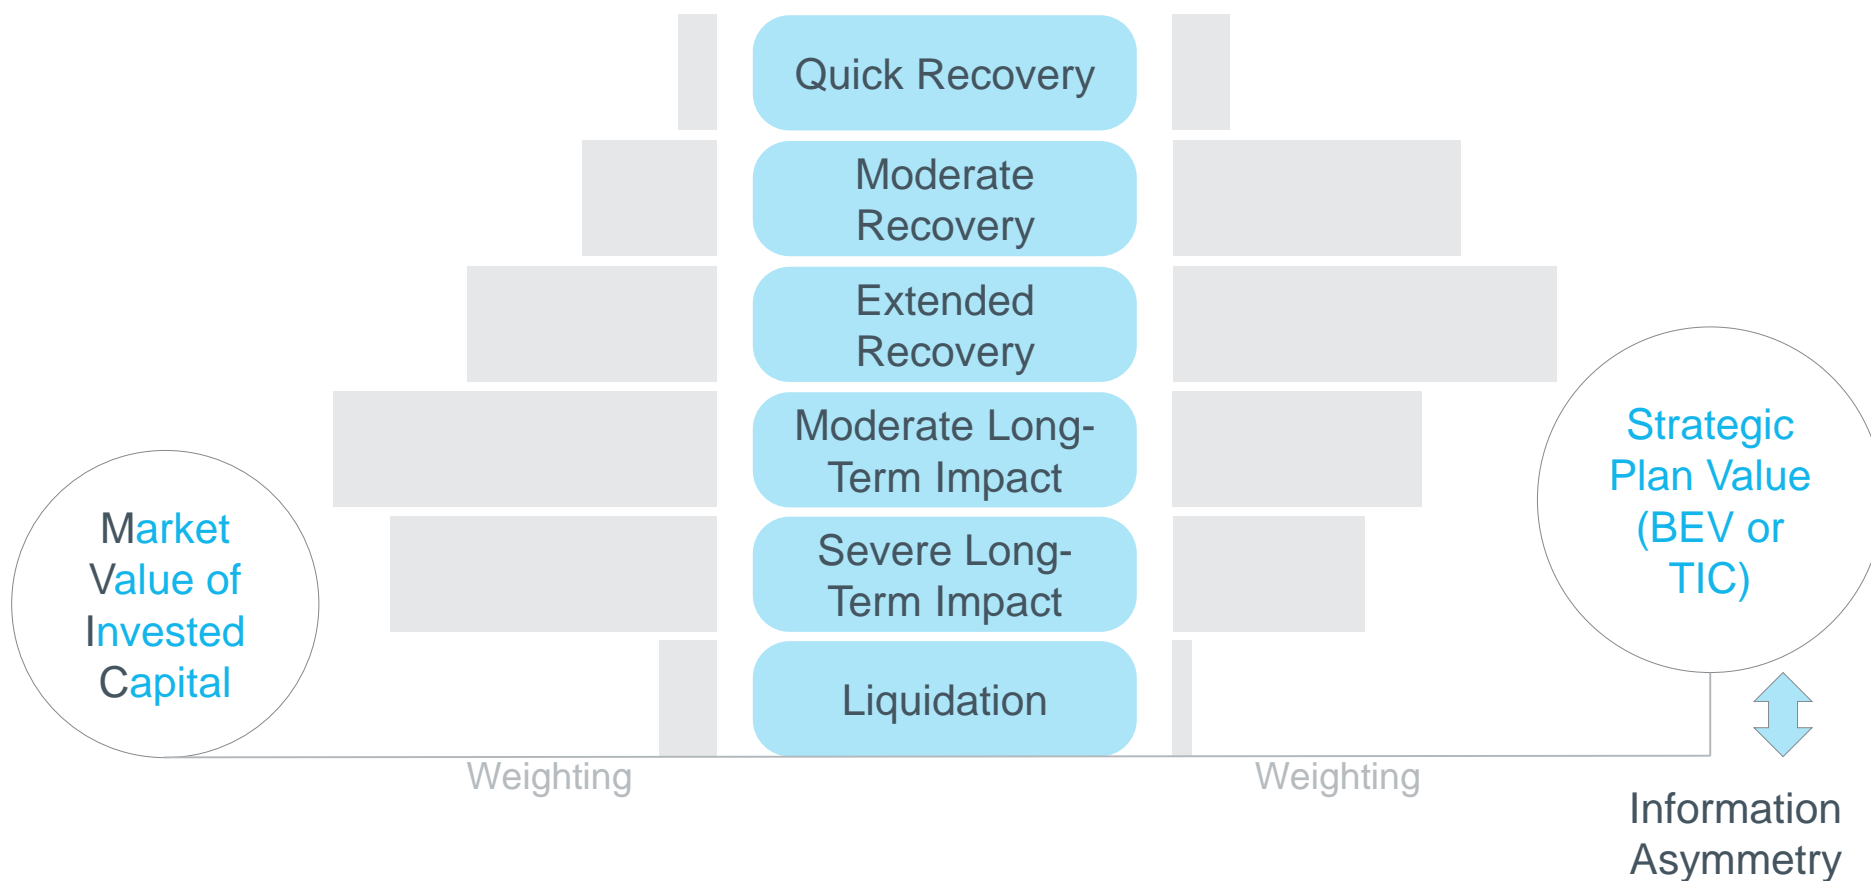 Quick Recovery
Moderate
Recovery
Extended
Recovery
Moderate Long-
Term Impact
Severe Long-
Term Impact
Liquidation
Market
Value of
Invested
Capital
Strategic
Plan Value
(BEV or
TIC)
Weighting
Weighting
Information
Asymmetry